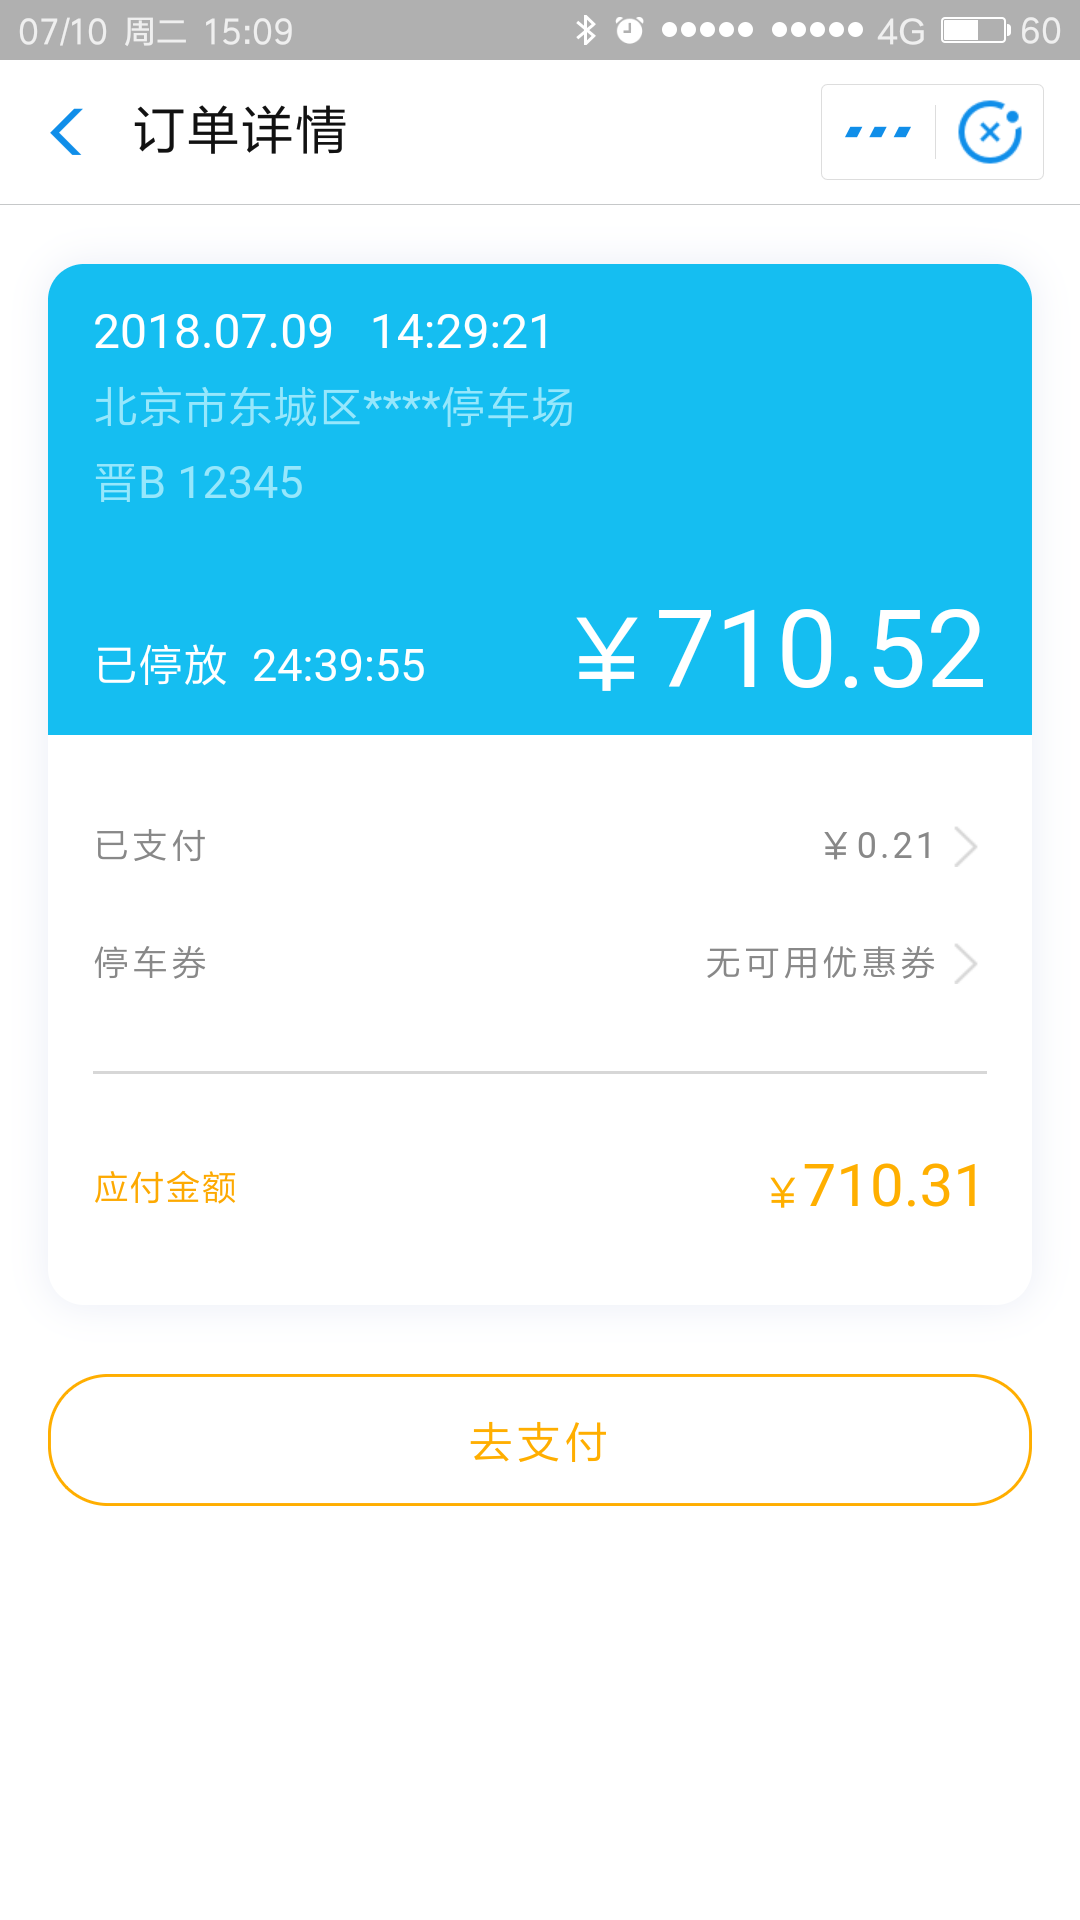 07/10 周二 15:09 4G 60
订单详情
2018.07.09 14:29:21
北京市东城区****停车场
晋B 12345
已停放 24:39:55 ￥710.52
已支付 ￥0.21
停车券 无可用优惠券
应付金额 ￥710.31
去支付